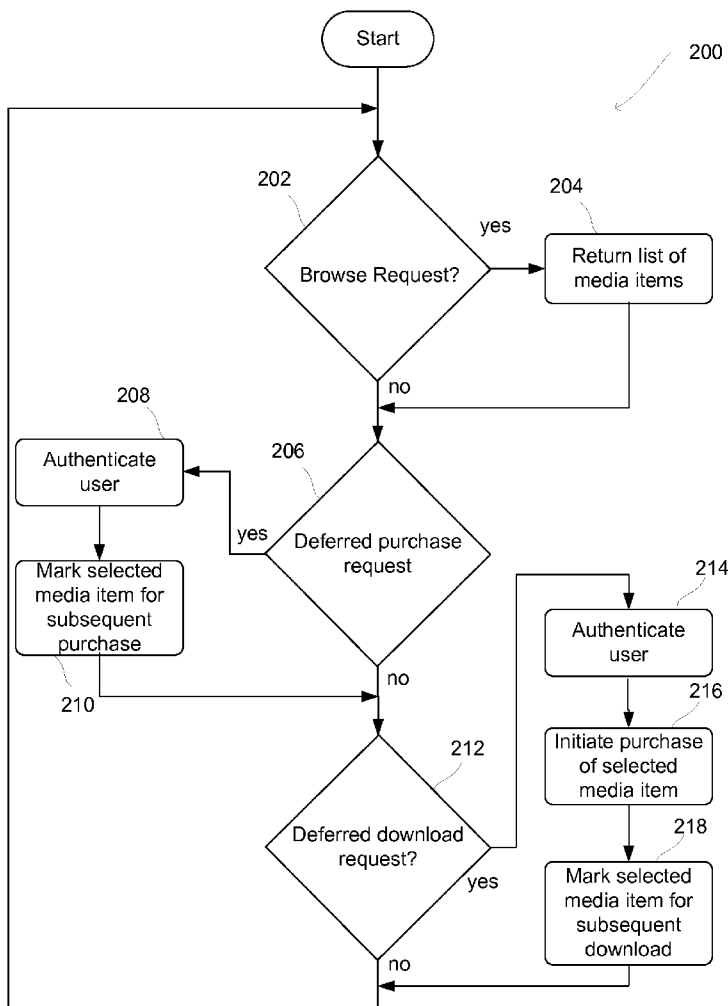 Start
200
202
yes
204
Browse Request?
Return list of
media items
no
208
Authenticate
user
206
yes
Deferred purchase
request
Mark selected
media item for
subsequent
purchase
210
no
214
Authenticate
user
216
Initiate purchase
of selected
media item
212
Deferred download
request?
yes
218
Mark selected
media item for
subsequent
download
no